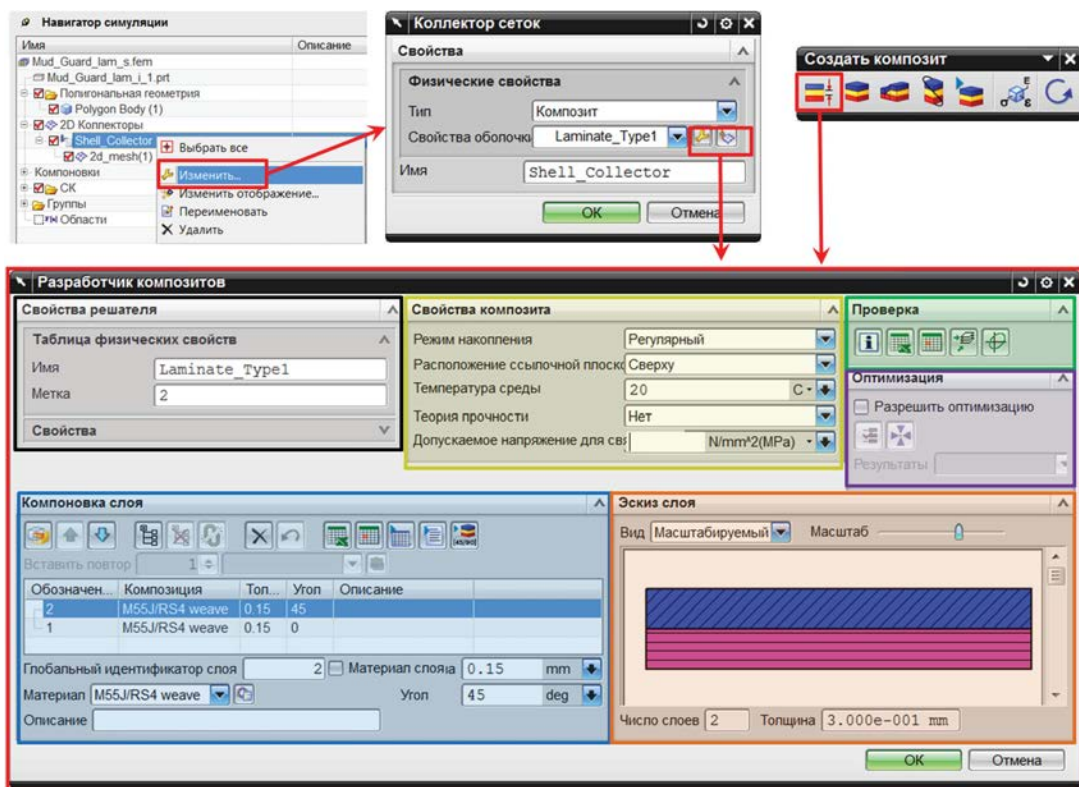 Навигатор симуляции
Имя Описание
Mud_Guard_lam_s.fem
Mud_Guard_lam_i_1.prt
Полигональная геометрия
Polygon Body (1)
2D Коллекторы
Shell_Collector
2d_mesh(1)
Компоновки
СК
Группы
Области
Выбрать все
Изменить...
Изменить отображение...
Переименовать
Удалить
Коллектор сеток
Свойства
Физические свойства
Тип Композит
Свойства оболочки Laminate_Type1
Имя Shell_Collector
OK Отмена
Создать композит
Разработчик композитов
Свойства решателя
Таблица физических свойств
Имя Laminate_Type1
Метка 2
Свойства
Свойства композита
Режим накопления Регулярный
Расположение ссылочной плоско Сверху
Температура среды 20 C
Теория прочности Нет
Допускаемое напряжение для свя N/mm^2(MPa)
Проверка
Оптимизация
Разрешить оптимизацию
Результаты
Компоновка слоя
[45/90]
Вставить повтор 1
Обозначен... Композиция Тол... Угол Описание
2 M55J/RS4 weave 0.15 45
1 M55J/RS4 weave 0.15 0
Глобальный идентификатор слоя 2 Материал слояа 0.15 mm
Материал M55J/RS4 weave Угол 45 deg
Описание
Эскиз слоя
Вид Масштабируемый Масштаб
Число слоев 2 Толщина 3.000e-001 mm
OK Отмена